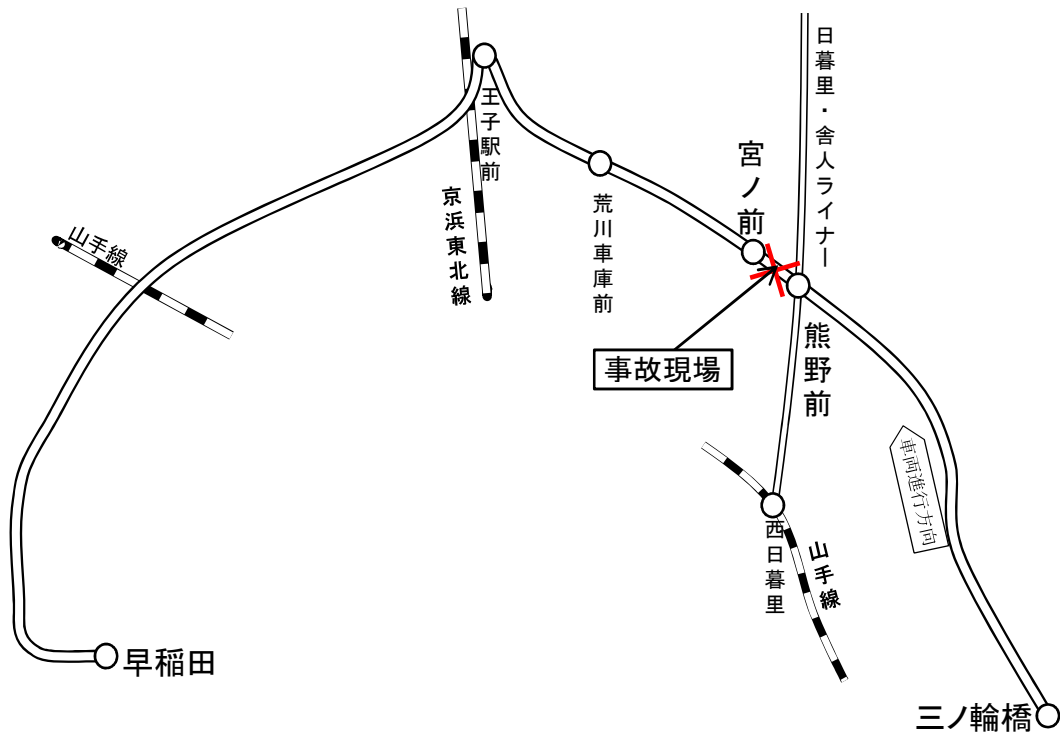 日暮里・舎人ライナー
王子駅前
山手線
京浜東北線
荒川車庫前
宮ノ前
事故現場
熊野前
車両進行方向
西日暮里
山手線
早稲田
三ノ輪橋